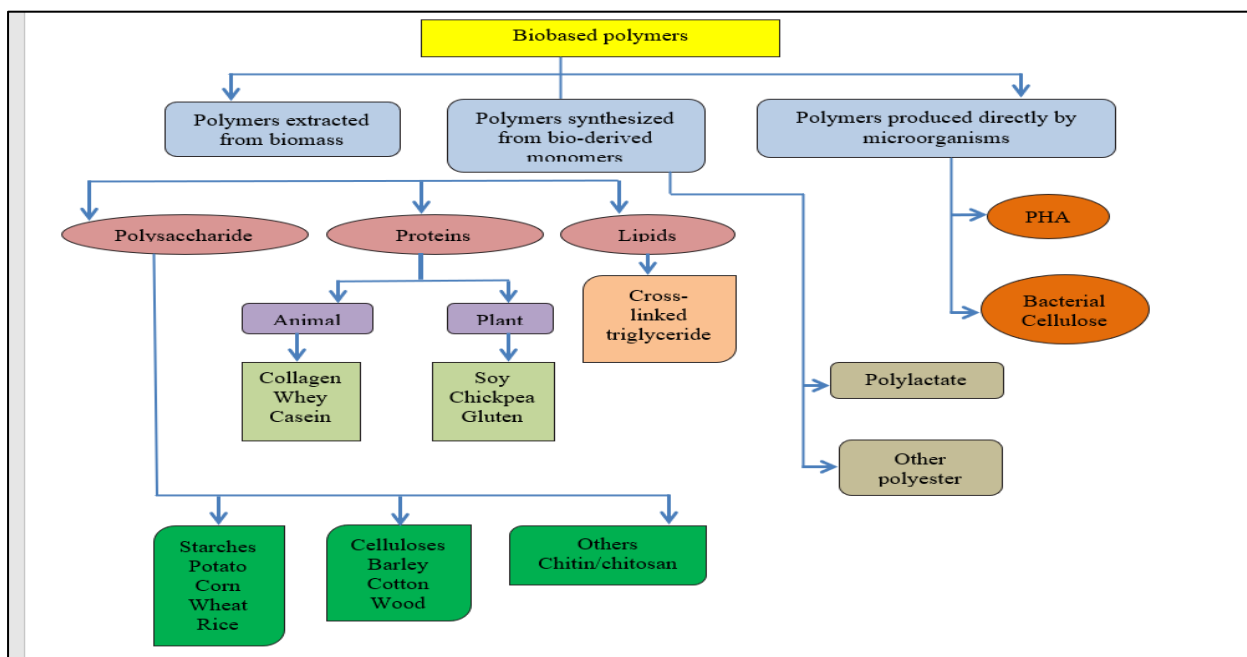 Biobased polymers
Polymers extracted
from biomass
Polymers synthesized
from bio-derived
monomers
Polymers produced directly by
microorganisms
Polysaccharide
Proteins
Lipids
PHA
Bacterial
Cellulose
Animal
Plant
Cross-
linked
triglyceride
Collagen
Whey
Casein
Soy
Chickpea
Gluten
Polylactate
Other
polyester
Starches
Potato
Corn
Wheat
Rice
Celluloses
Barley
Cotton
Wood
Others
Chitin/chitosan